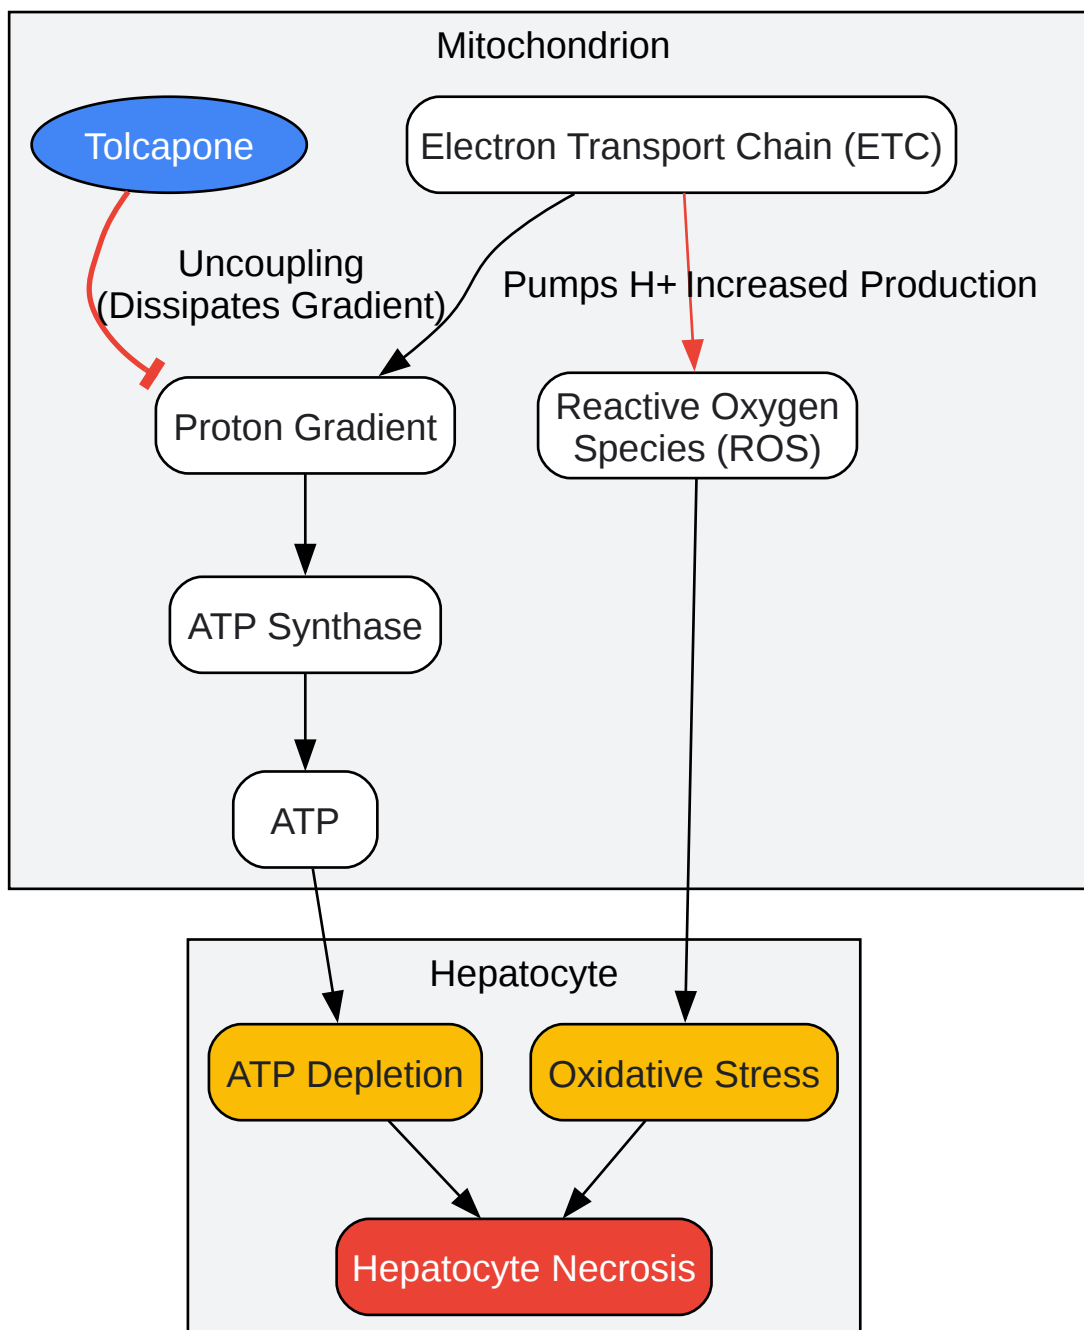 Mitochondrion
Tolcapone
Electron Transport Chain (ETC)
Uncoupling
(Dissipates Gradient)
Pumps H+
Increased Production
Proton Gradient
Reactive Oxygen
Species (ROS)
ATP Synthase
ATP
Hepatocyte
ATP Depletion
Oxidative Stress
Hepatocyte Necrosis